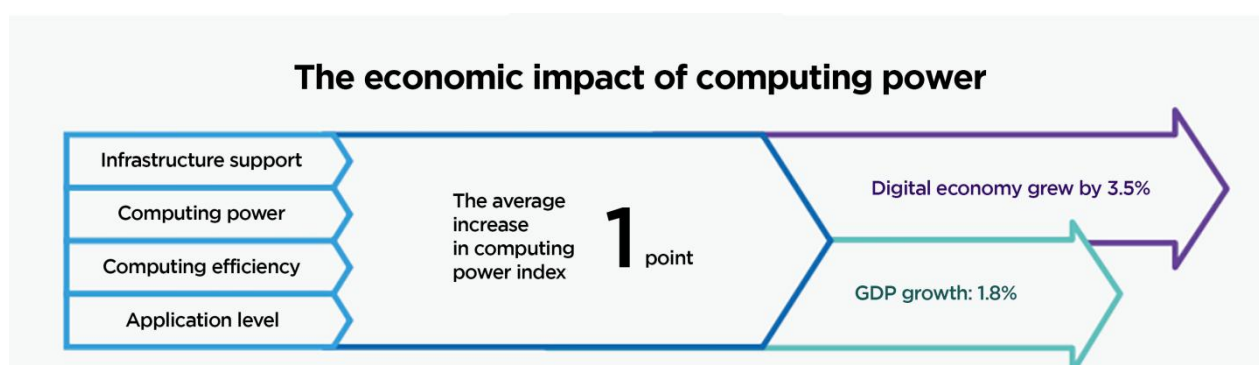 The economic impact of computing power
Infrastructure support
Computing power
Computing efficiency
Application level
The average
increase
in computing
power index
1 point
Digital economy grew by 3.5%
GDP growth: 1.8%